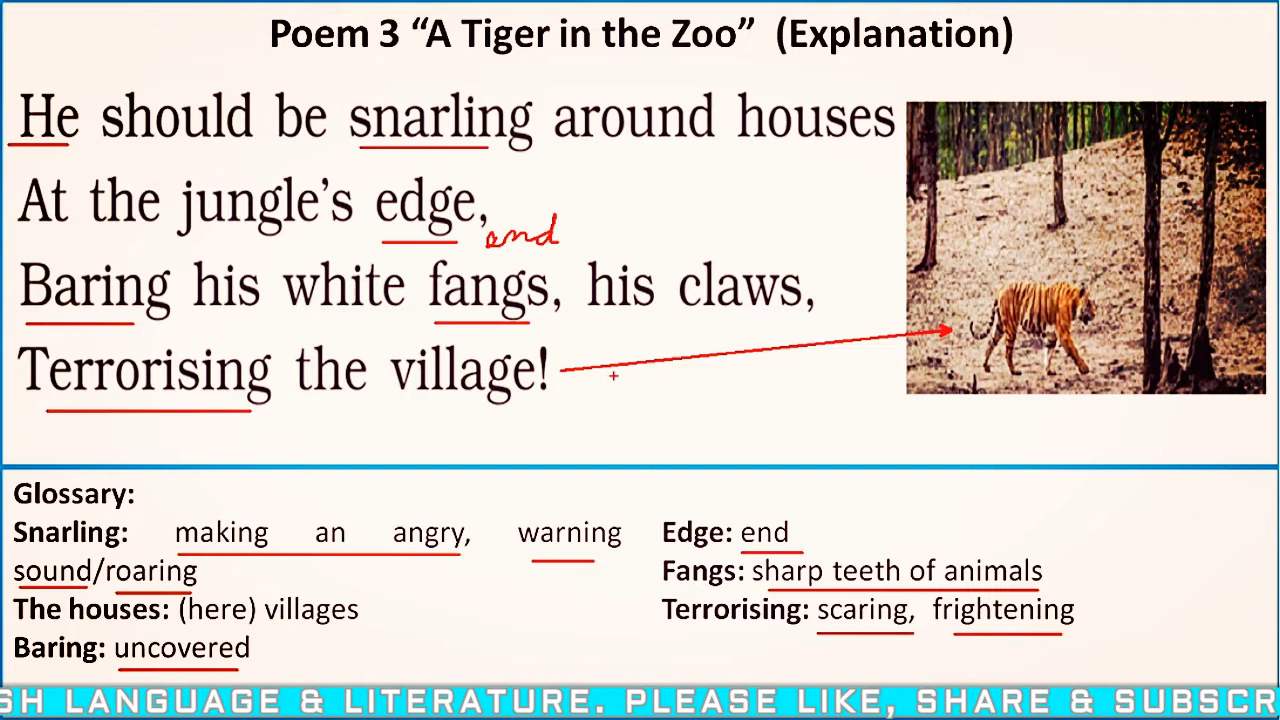 Poem 3 “A Tiger in the Zoo” (Explanation)
He should be snarling around houses
At the jungle’s edge,
end
Baring his white fangs, his claws,
Terrorising the village!
Glossary:
Snarling: making an angry, warning
sound/roaring
The houses: (here) villages
Baring: uncovered
Edge: end
Fangs: sharp teeth of animals
Terrorising: scaring, frightening
SH LANGUAGE & LITERATURE. PLEASE LIKE, SHARE & SUBSCR